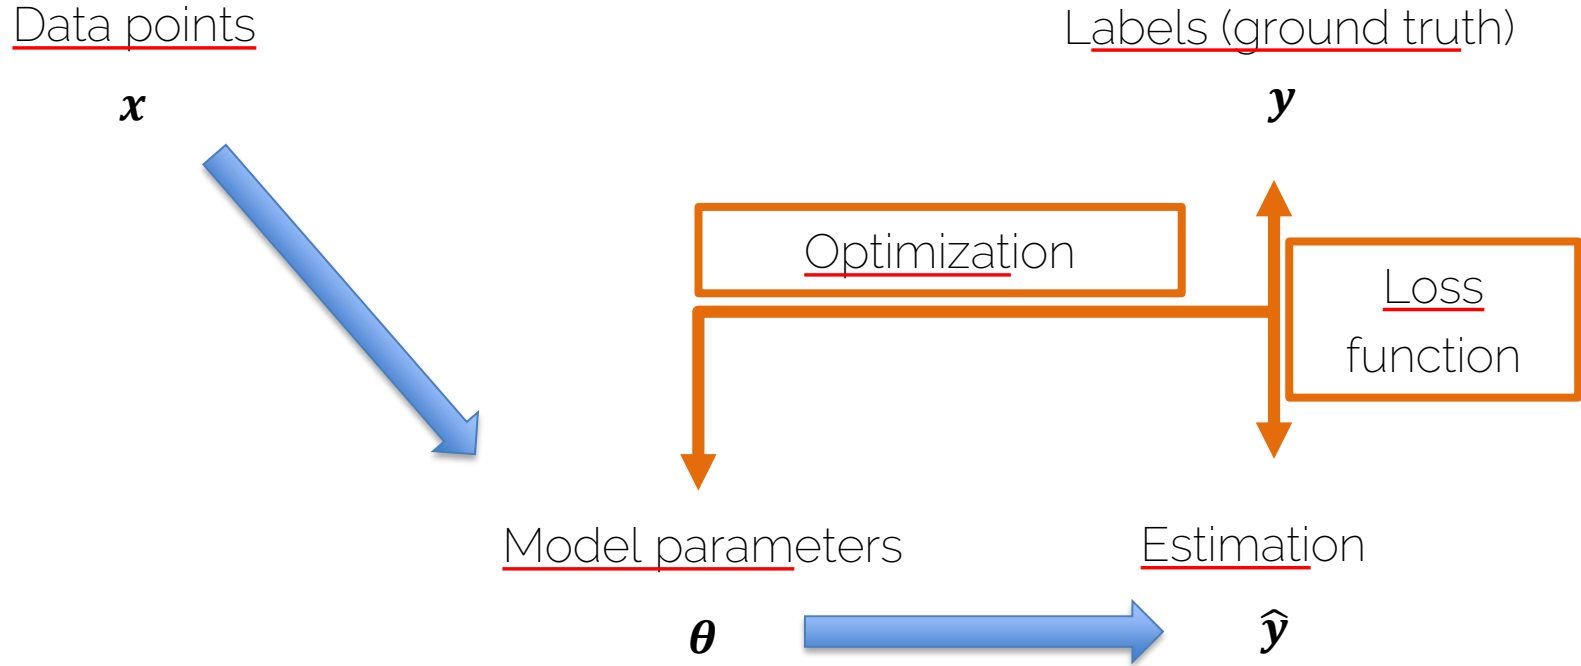 Data points
Labels (ground truth)
x
y
Optimization
Loss
function
Model parameters
Estimation
θ
ŷ